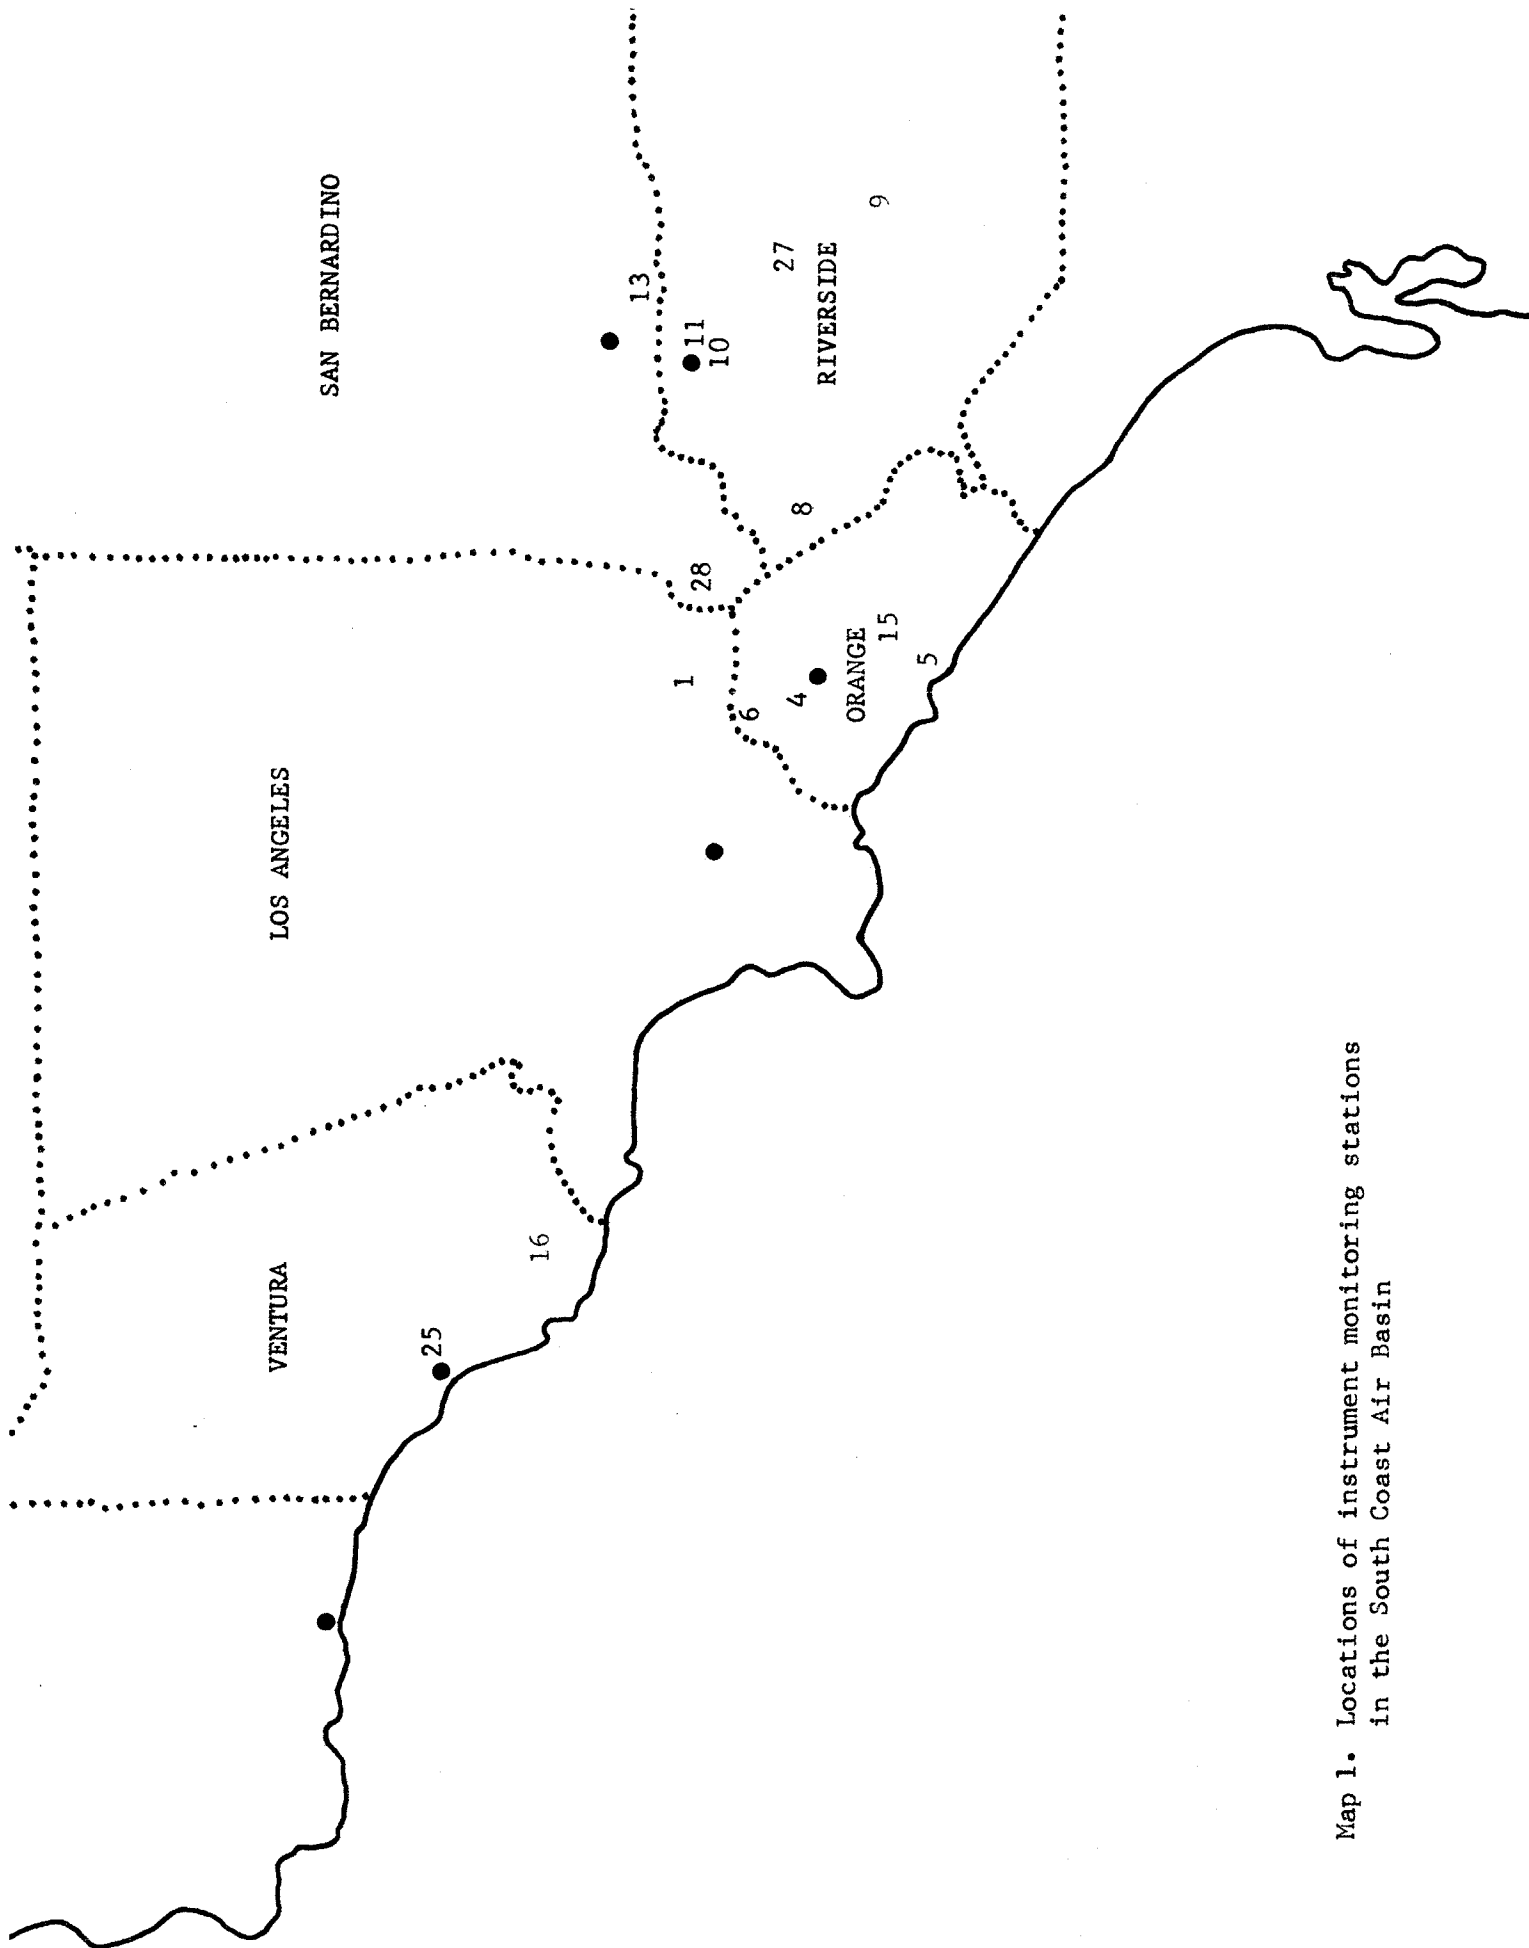 SAN BERNARDINO
LOS ANGELES
VENTURA
25
16
1
28
13
11
10
6
4
ORANGE
15
5
8
27
RIVERSIDE
9
Map 1. Locations of instrument monitoring stations
in the South Coast Air Basin